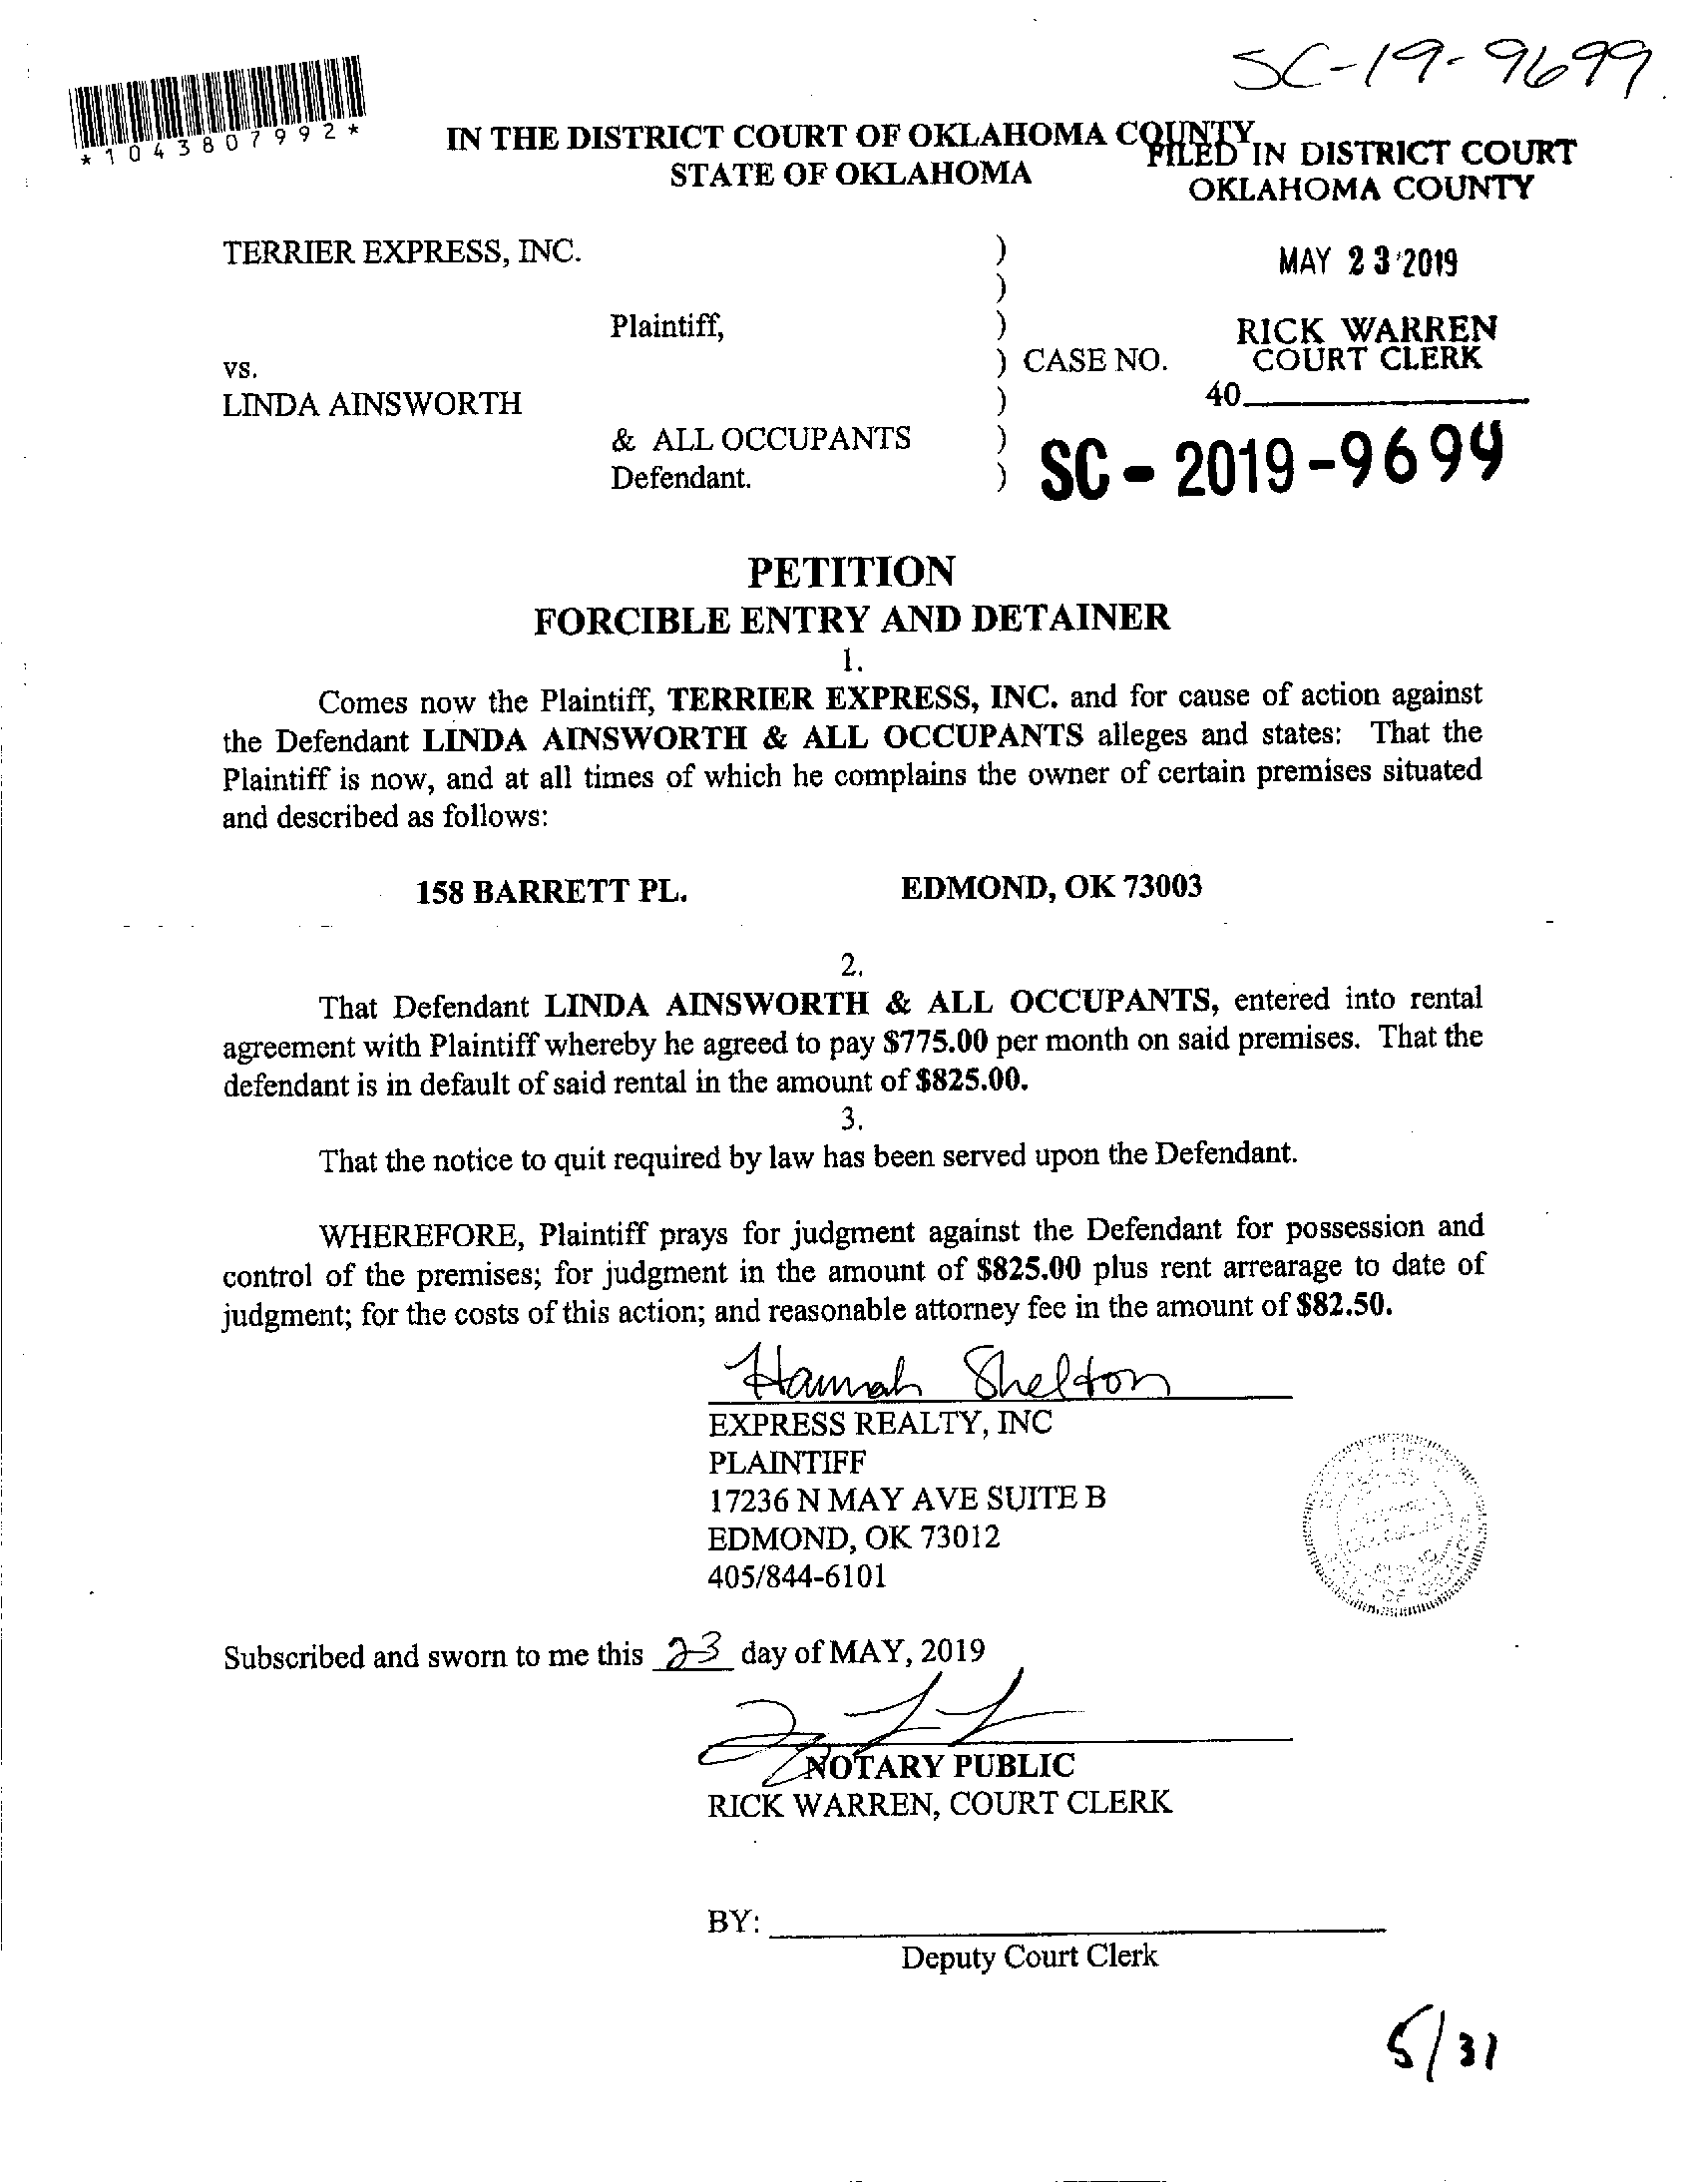 SC-19-9699
*1043807992*
IN THE DISTRICT COURT OF OKLAHOMA COUNTY
STATE OF OKLAHOMA
FILED IN DISTRICT COURT
OKLAHOMA COUNTY
MAY 23 2019
RICK WARREN
COURT CLERK
40
TERRIER EXPRESS, INC. )
)
Plaintiff, )
vs. ) CASE NO.
LINDA AINSWORTH )
& ALL OCCUPANTS )
Defendant. ) SC - 2019 - 9699
PETITION
FORCIBLE ENTRY AND DETAINER
1.
Comes now the Plaintiff, TERRIER EXPRESS, INC. and for cause of action against
the Defendant LINDA AINSWORTH & ALL OCCUPANTS alleges and states: That the
Plaintiff is now, and at all times of which he complains the owner of certain premises situated
and described as follows:
158 BARRETT PL. EDMOND, OK 73003
2.
That Defendant LINDA AINSWORTH & ALL OCCUPANTS, entered into rental
agreement with Plaintiff whereby he agreed to pay $775.00 per month on said premises. That the
defendant is in default of said rental in the amount of $825.00.
3.
That the notice to quit required by law has been served upon the Defendant.
WHEREFORE, Plaintiff prays for judgment against the Defendant for possession and
control of the premises; for judgment in the amount of $825.00 plus rent arrearage to date of
judgment; for the costs of this action; and reasonable attorney fee in the amount of $82.50.
Hannah Shelton
EXPRESS REALTY, INC
PLAINTIFF
17236 N MAY AVE SUITE B
EDMOND, OK 73012
405/844-6101
Subscribed and sworn to me this 23 day of MAY, 2019
NOTARY PUBLIC
RICK WARREN, COURT CLERK
BY:
Deputy Court Clerk
5/31